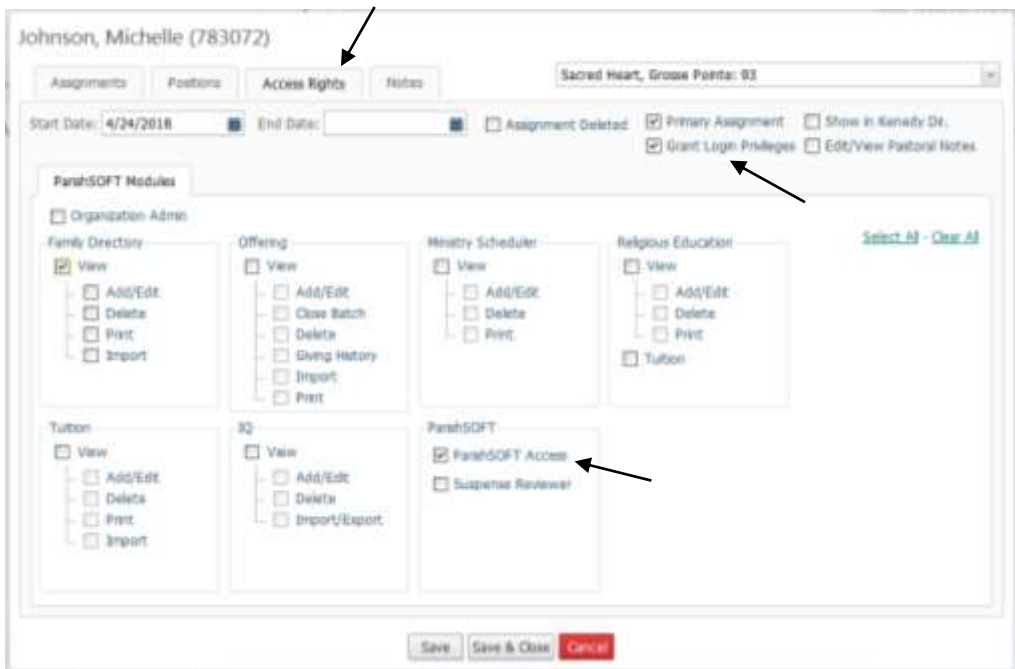 Johnson, Michelle (783072)
Assignments Positions Access Rights Notes Sacred Heart, Grosse Pointe: 93
Start Date: 4/24/2018 End Date: Assignment Deleted Primary Assignment Show in Kenedy Dir.
Grant Login Privileges Edit/View Pastoral Notes
ParishSOFT Modules
Organization Admin
Select All - Clear All
Family Directory
View
Add/Edit
Delete
Print
Import
Offering
View
Add/Edit
Close Batch
Delete
Giving History
Import
Print
Ministry Scheduler
View
Add/Edit
Delete
Print
Religious Education
View
Add/Edit
Delete
Print
Tuition
Tuition
View
Add/Edit
Delete
Print
Import
IQ
View
Add/Edit
Delete
Import/Export
ParishSOFT
ParishSOFT Access
Suspense Reviewer
Save Save & Close Cancel